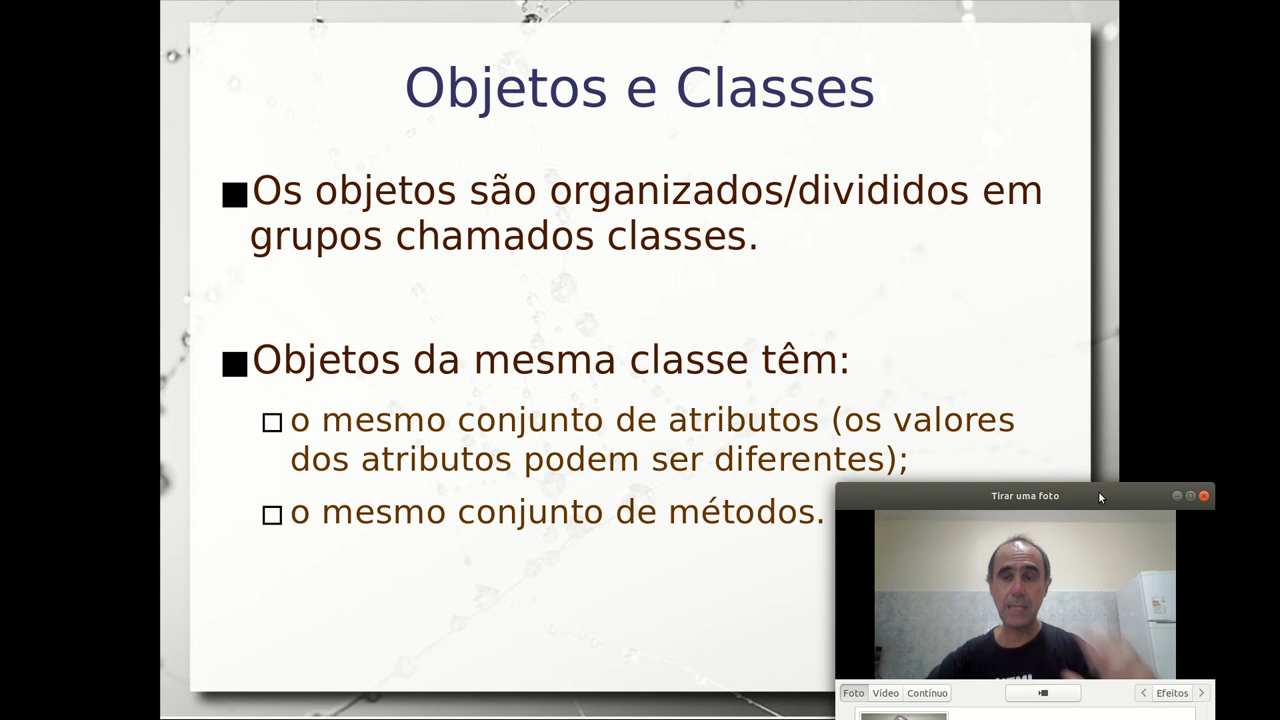 Objetos e Classes
Os objetos são organizados/divididos em
grupos chamados classes.
Objetos da mesma classe têm:
o mesmo conjunto de atributos (os valores
dos atributos podem ser diferentes);
o mesmo conjunto de métodos.
Tirar uma foto
Foto Vídeo Contínuo Efeitos